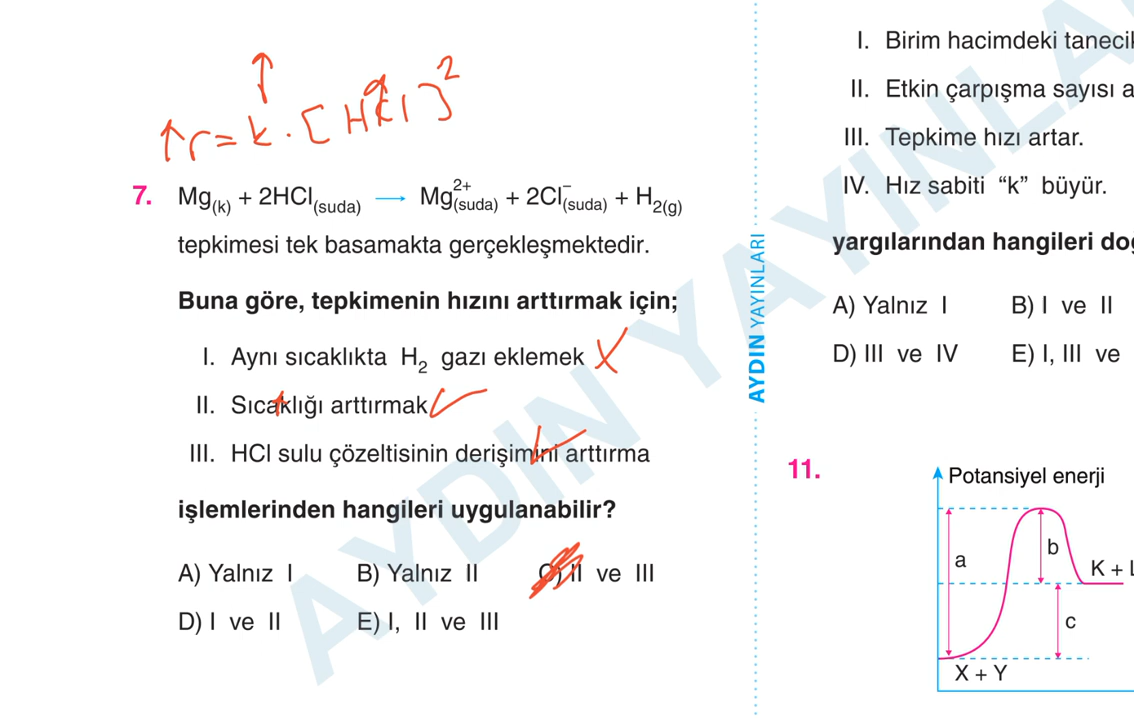 ↑r = k . [HCl]²
↑
7. Mg(k) + 2HCl(suda) → Mg²⁺(suda) + 2Cl⁻(suda) + H₂(g)
tepkimesi tek basamakta gerçekleşmektedir.
Buna göre, tepkimenin hızını arttırmak için;
I. Aynı sıcaklıkta H₂ gazı eklemek
II. Sıcaklığı arttırmak
III. HCl sulu çözeltisinin derişimini arttırma
işlemlerinden hangileri uygulanabilir?
A) Yalnız I B) Yalnız II C) II ve III
D) I ve II E) I, II ve III
AYDIN YAYINLARI
AYDIN YAYINLA
I. Birim hacimdeki
II. Etkin çarpışma sayısı a
III. Tepkime hızı artar.
IV. Hız sabiti “k” büyür.
yargılarından hangileri
A) Yalnız I B) I ve II
D) III ve IV E) I, III ve
11.
Potansiyel enerji
a
b
K +
c
X + Y